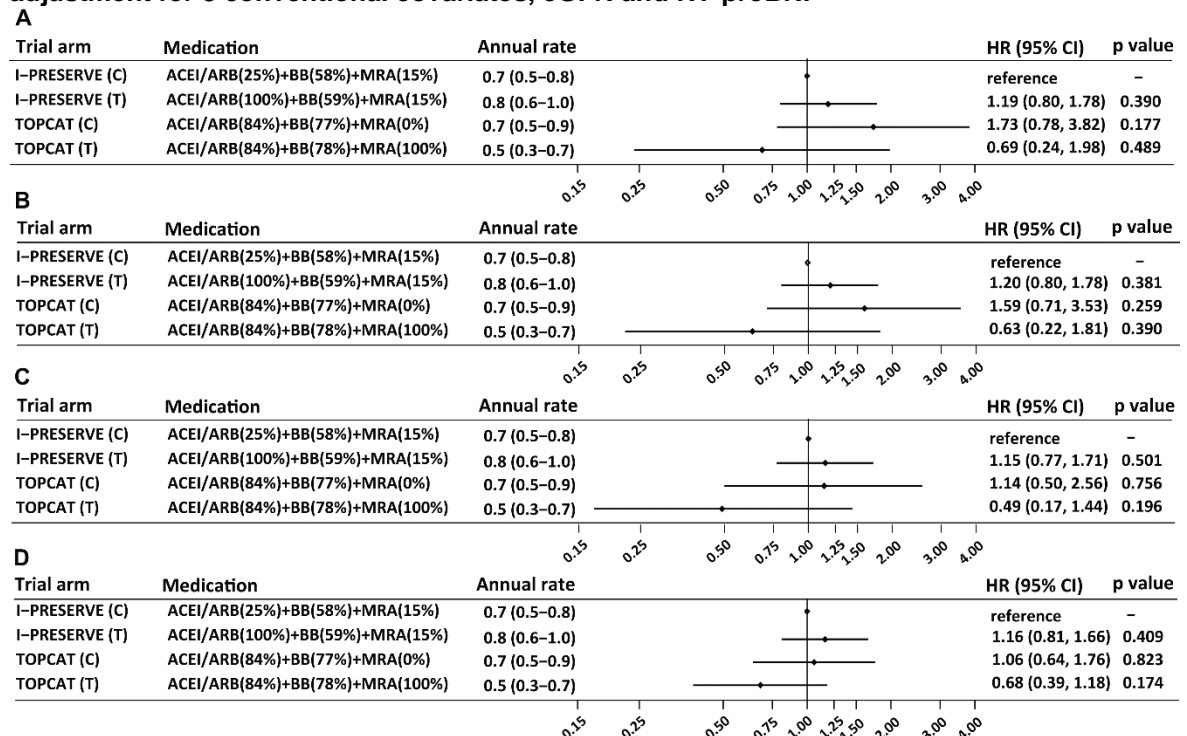 adjustment for 8 conventional covariates, eGFR and NT-proBNP
A
Trial arm Medication Annual rate HR (95% CI) p value
I−PRESERVE (C) ACEI/ARB(25%)+BB(58%)+MRA(15%) 0.7 (0.5−0.8) reference −
I−PRESERVE (T) ACEI/ARB(100%)+BB(59%)+MRA(15%) 0.8 (0.6−1.0) 1.19 (0.80, 1.78) 0.390
TOPCAT (C) ACEI/ARB(84%)+BB(77%)+MRA(0%) 0.7 (0.5−0.9) 1.73 (0.78, 3.82) 0.177
TOPCAT (T) ACEI/ARB(84%)+BB(78%)+MRA(100%) 0.5 (0.3−0.7) 0.69 (0.24, 1.98) 0.489
0.15 0.25 0.50 0.75 1.00 1.25 1.50 2.00 3.00 4.00
B
Trial arm Medication Annual rate HR (95% CI) p value
I−PRESERVE (C) ACEI/ARB(25%)+BB(58%)+MRA(15%) 0.7 (0.5−0.8) reference −
I−PRESERVE (T) ACEI/ARB(100%)+BB(59%)+MRA(15%) 0.8 (0.6−1.0) 1.20 (0.80, 1.78) 0.381
TOPCAT (C) ACEI/ARB(84%)+BB(77%)+MRA(0%) 0.7 (0.5−0.9) 1.59 (0.71, 3.53) 0.259
TOPCAT (T) ACEI/ARB(84%)+BB(78%)+MRA(100%) 0.5 (0.3−0.7) 0.63 (0.22, 1.81) 0.390
0.15 0.25 0.50 0.75 1.00 1.25 1.50 2.00 3.00 4.00
C
Trial arm Medication Annual rate HR (95% CI) p value
I−PRESERVE (C) ACEI/ARB(25%)+BB(58%)+MRA(15%) 0.7 (0.5−0.8) reference −
I−PRESERVE (T) ACEI/ARB(100%)+BB(59%)+MRA(15%) 0.8 (0.6−1.0) 1.15 (0.77, 1.71) 0.501
TOPCAT (C) ACEI/ARB(84%)+BB(77%)+MRA(0%) 0.7 (0.5−0.9) 1.14 (0.50, 2.56) 0.756
TOPCAT (T) ACEI/ARB(84%)+BB(78%)+MRA(100%) 0.5 (0.3−0.7) 0.49 (0.17, 1.44) 0.196
0.15 0.25 0.50 0.75 1.00 1.25 1.50 2.00 3.00 4.00
D
Trial arm Medication Annual rate HR (95% CI) p value
I−PRESERVE (C) ACEI/ARB(25%)+BB(58%)+MRA(15%) 0.7 (0.5−0.8) reference −
I−PRESERVE (T) ACEI/ARB(100%)+BB(59%)+MRA(15%) 0.8 (0.6−1.0) 1.16 (0.81, 1.66) 0.409
TOPCAT (C) ACEI/ARB(84%)+BB(77%)+MRA(0%) 0.7 (0.5−0.9) 1.06 (0.64, 1.76) 0.823
TOPCAT (T) ACEI/ARB(84%)+BB(78%)+MRA(100%) 0.5 (0.3−0.7) 0.68 (0.39, 1.18) 0.174
0.15 0.25 0.50 0.75 1.00 1.25 1.50 2.00 3.00 4.00